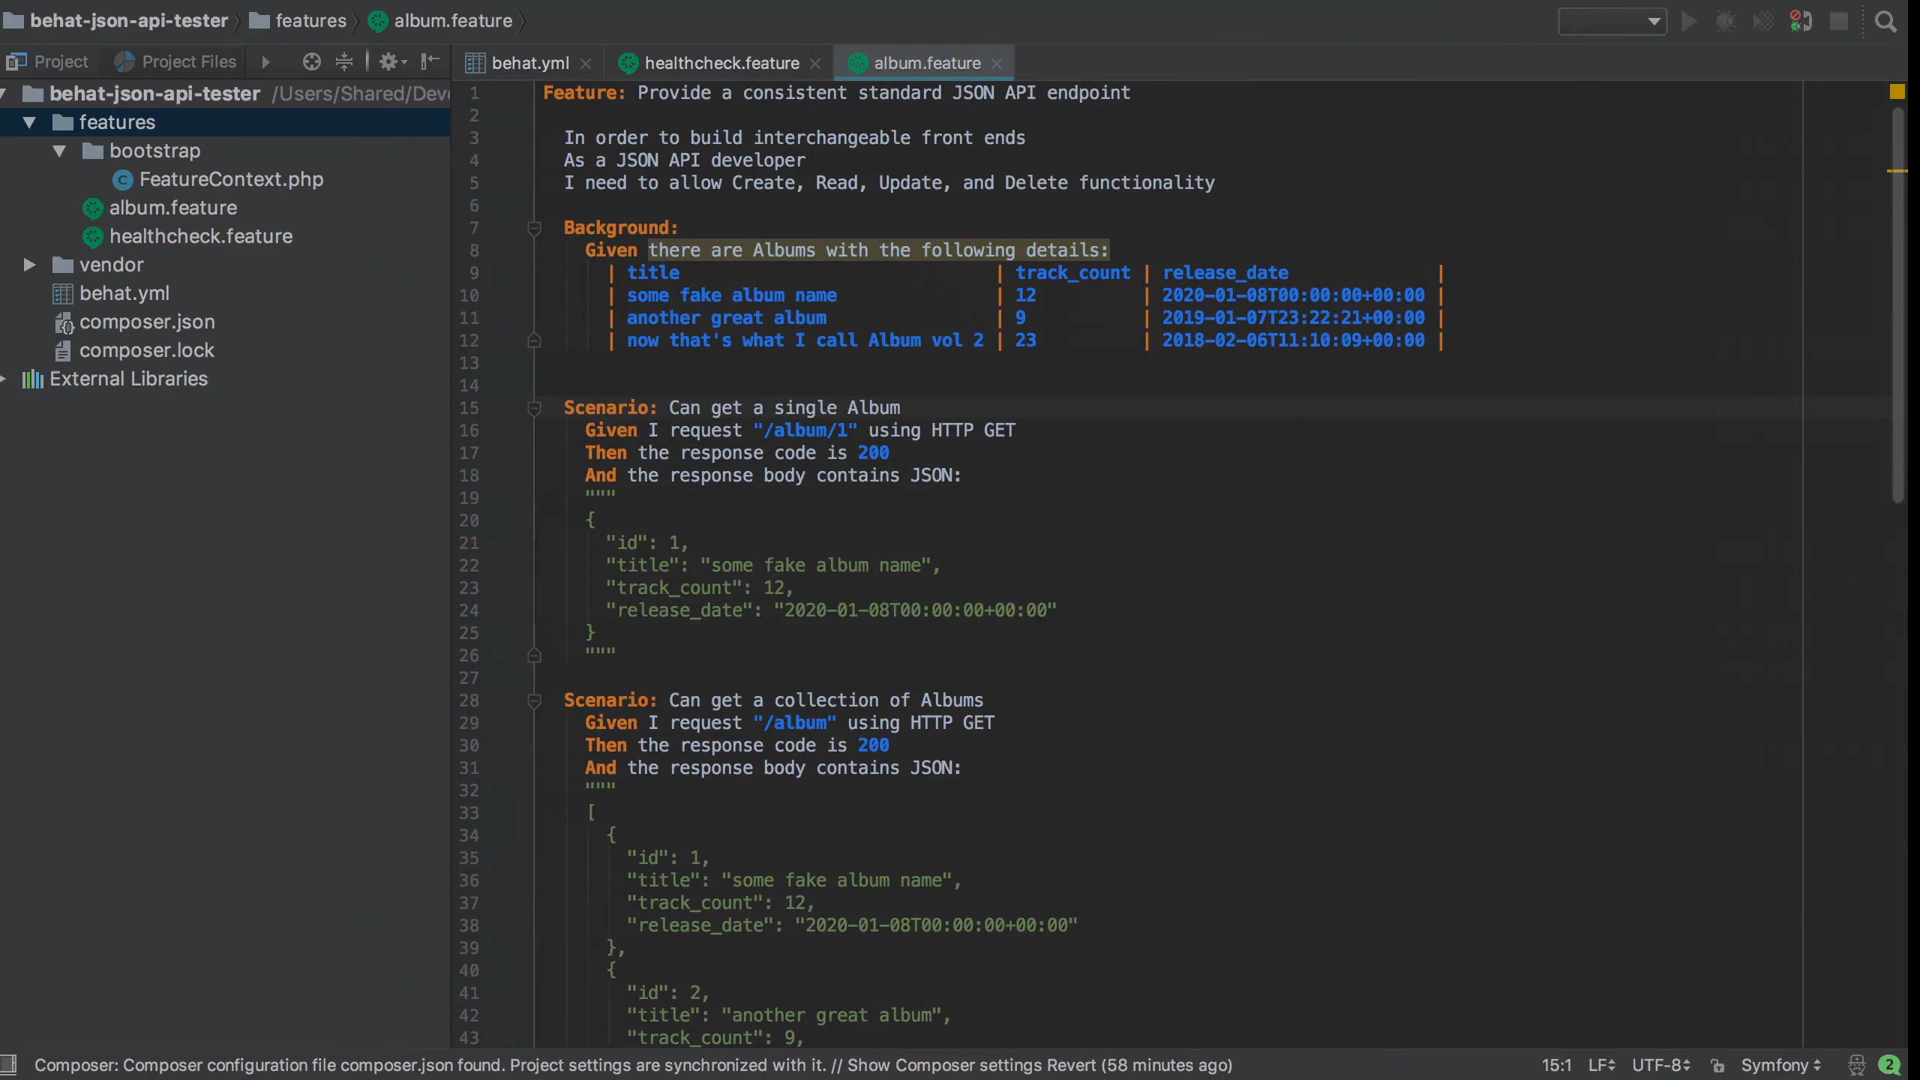 behat-json-api-tester features album.feature
Project Project Files behat.yml healthcheck.feature album.feature
behat-json-api-tester /Users/Shared/Dev
features
bootstrap
FeatureContext.php
album.feature
healthcheck.feature
vendor
behat.yml
composer.json
composer.lock
External Libraries
1 Feature: Provide a consistent standard JSON API endpoint
2
3 In order to build interchangeable front ends
4 As a JSON API developer
5 I need to allow Create, Read, Update, and Delete functionality
6
7 Background:
8 Given there are Albums with the following details:
9 | title | track_count | release_date |
10 | some fake album name | 12 | 2020-01-08T00:00:00+00:00 |
11 | another great album | 9 | 2019-01-07T23:22:21+00:00 |
12 | now that's what I call Album vol 2 | 23 | 2018-02-06T11:10:09+00:00 |
13
14
15 Scenario: Can get a single Album
16 Given I request "/album/1" using HTTP GET
17 Then the response code is 200
18 And the response body contains JSON:
19 """
20 {
21 "id": 1,
22 "title": "some fake album name",
23 "track_count": 12,
24 "release_date": "2020-01-08T00:00:00+00:00"
25 }
26 """
27
28 Scenario: Can get a collection of Albums
29 Given I request "/album" using HTTP GET
30 Then the response code is 200
31 And the response body contains JSON:
32 """
33 [
34 {
35 "id": 1,
36 "title": "some fake album name",
37 "track_count": 12,
38 "release_date": "2020-01-08T00:00:00+00:00"
39 },
40 {
41 "id": 2,
42 "title": "another great album",
43 "track_count": 9,
Composer: Composer configuration file composer.json found. Project settings are synchronized with it. // Show Composer settings Revert (58 minutes ago) 15:1 LF UTF-8 Symfony 2